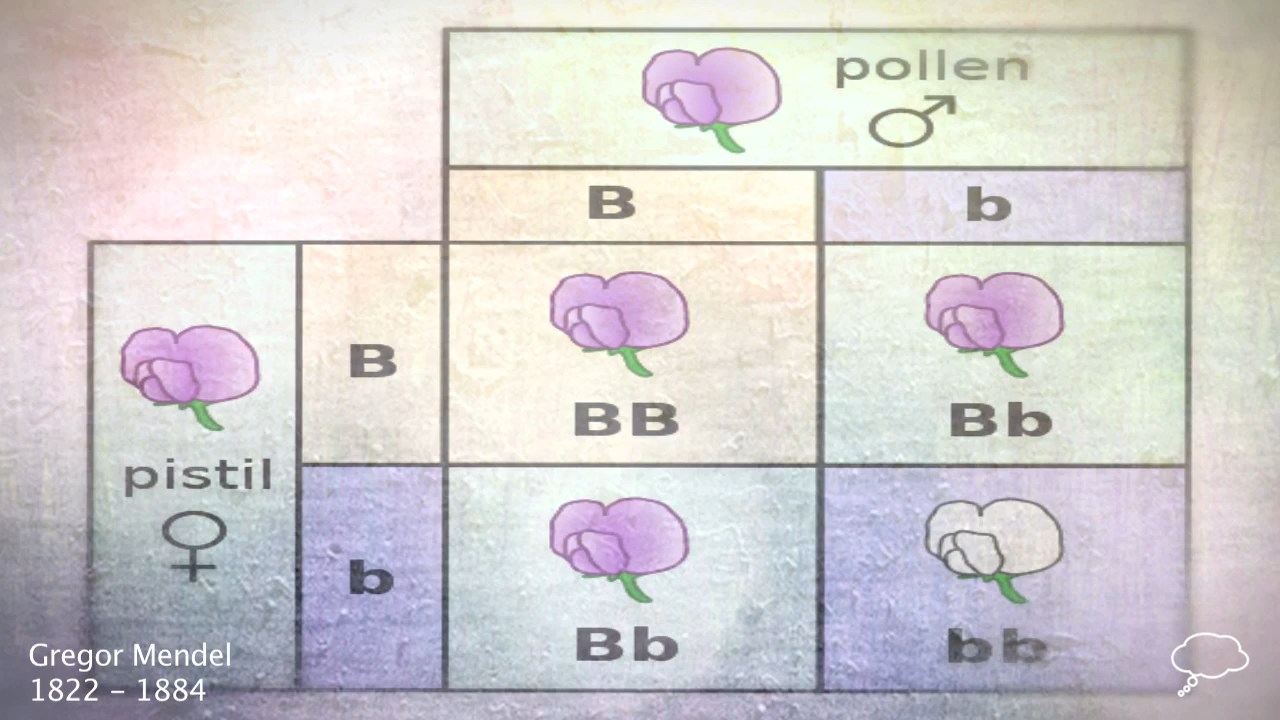 pollen
♂
B b
B
BB Bb
pistil
♀
b
Bb bb
Gregor Mendel
1822 – 1884